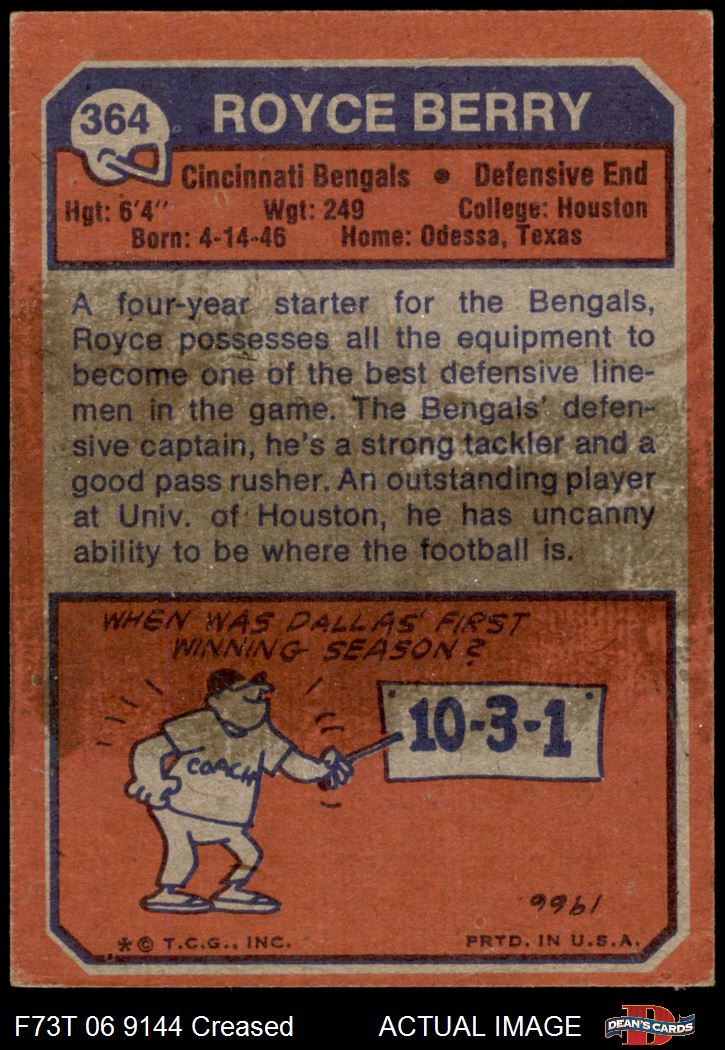 364
ROYCE BERRY
Cincinnati Bengals • Defensive End
Hgt: 6'4" Wgt: 249 College: Houston
Born: 4-14-46 Home: Odessa, Texas
A four-year starter for the Bengals,
Royce possesses all the equipment to
become one of the best defensive line-
men in the game. The Bengals' defen-
sive captain, he's a strong tackler and a
good pass rusher. An outstanding player
at Univ. of Houston, he has uncanny
ability to be where the football is.
WHEN WAS DALLAS' FIRST
WINNING SEASON?
10-3-1
COACH
1966
* © T.C.G., INC. PRTD. IN U.S.A.
F73T 06 9144 Creased ACTUAL IMAGE
D
DEAN'S CARDS